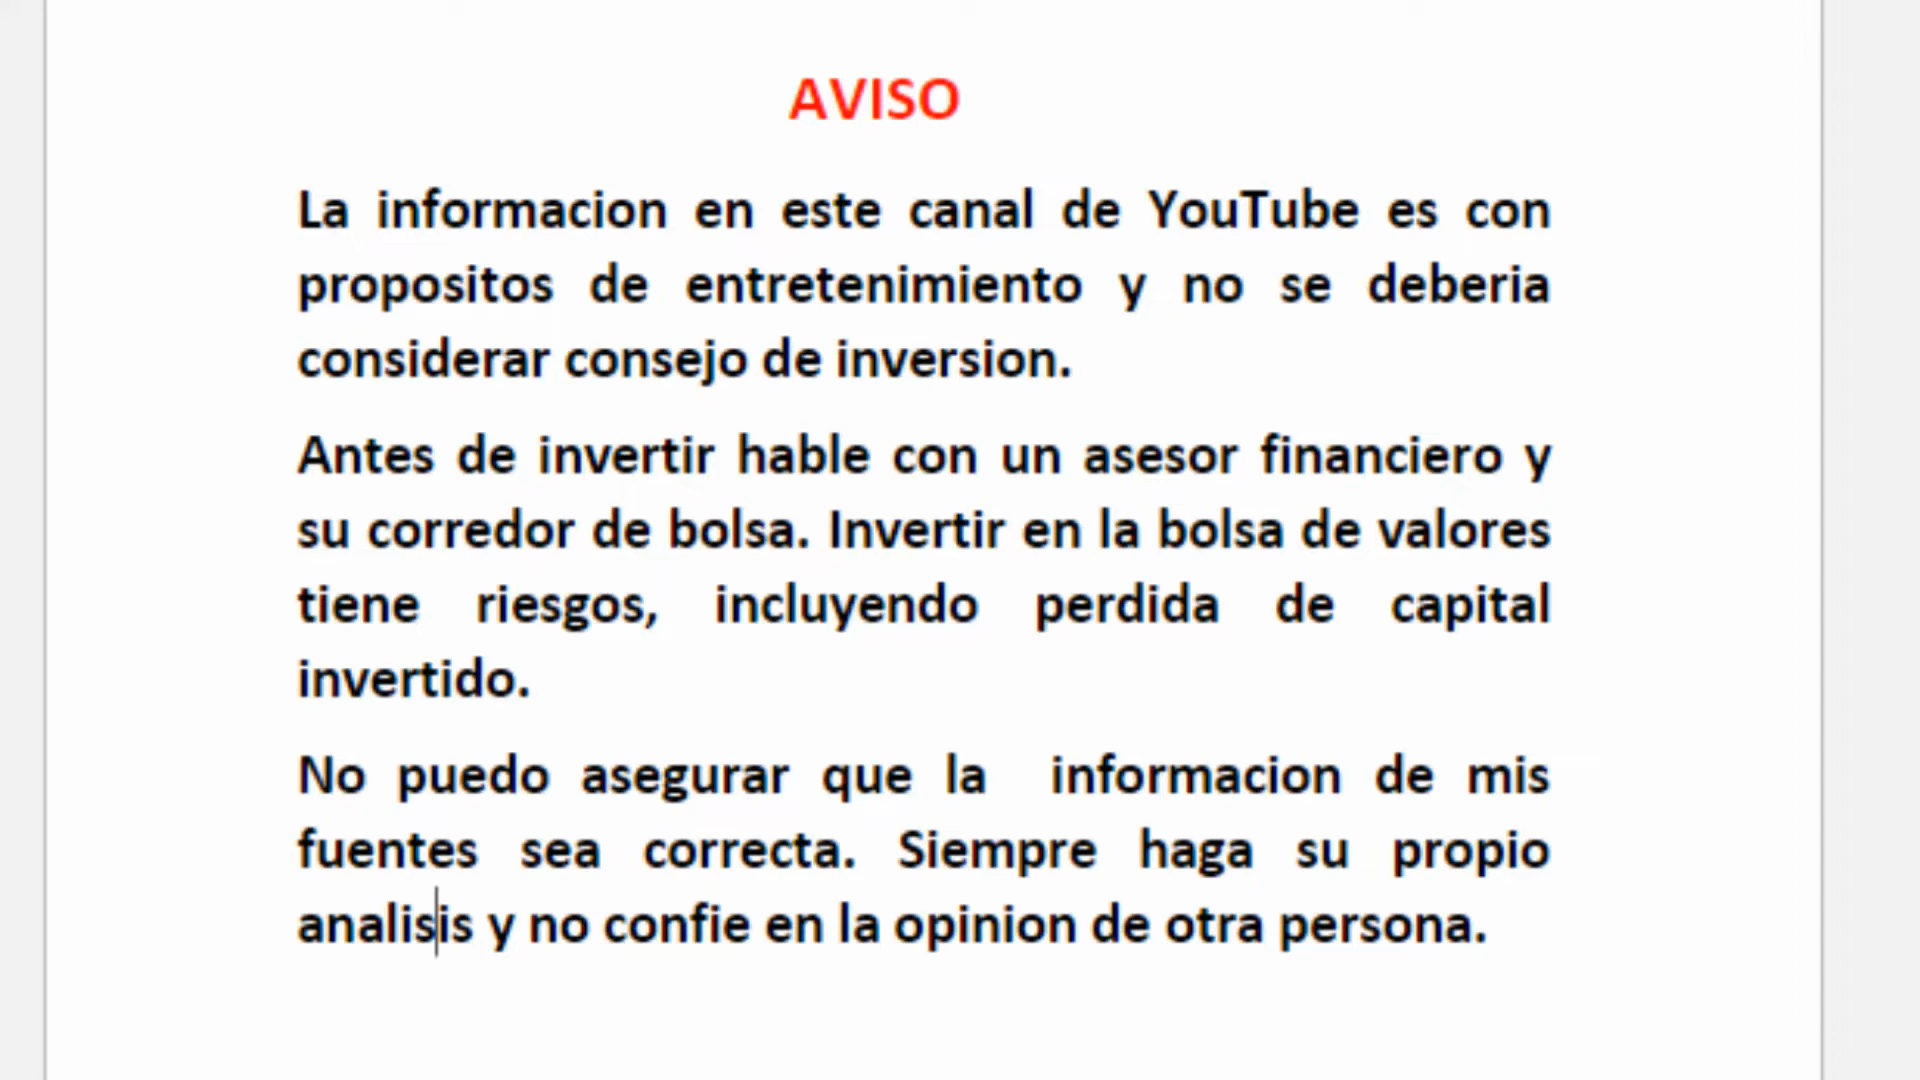 AVISO
La informacion en este canal de YouTube es con
propositos de entretenimiento y no se deberia
considerar consejo de inversion.
Antes de invertir hable con un asesor financiero y
su corredor de bolsa. Invertir en la bolsa de valores
tiene riesgos, incluyendo perdida de capital
invertido.
No puedo asegurar que la informacion de mis
fuentes sea correcta. Siempre haga su propio
analisis y no confie en la opinion de otra persona.